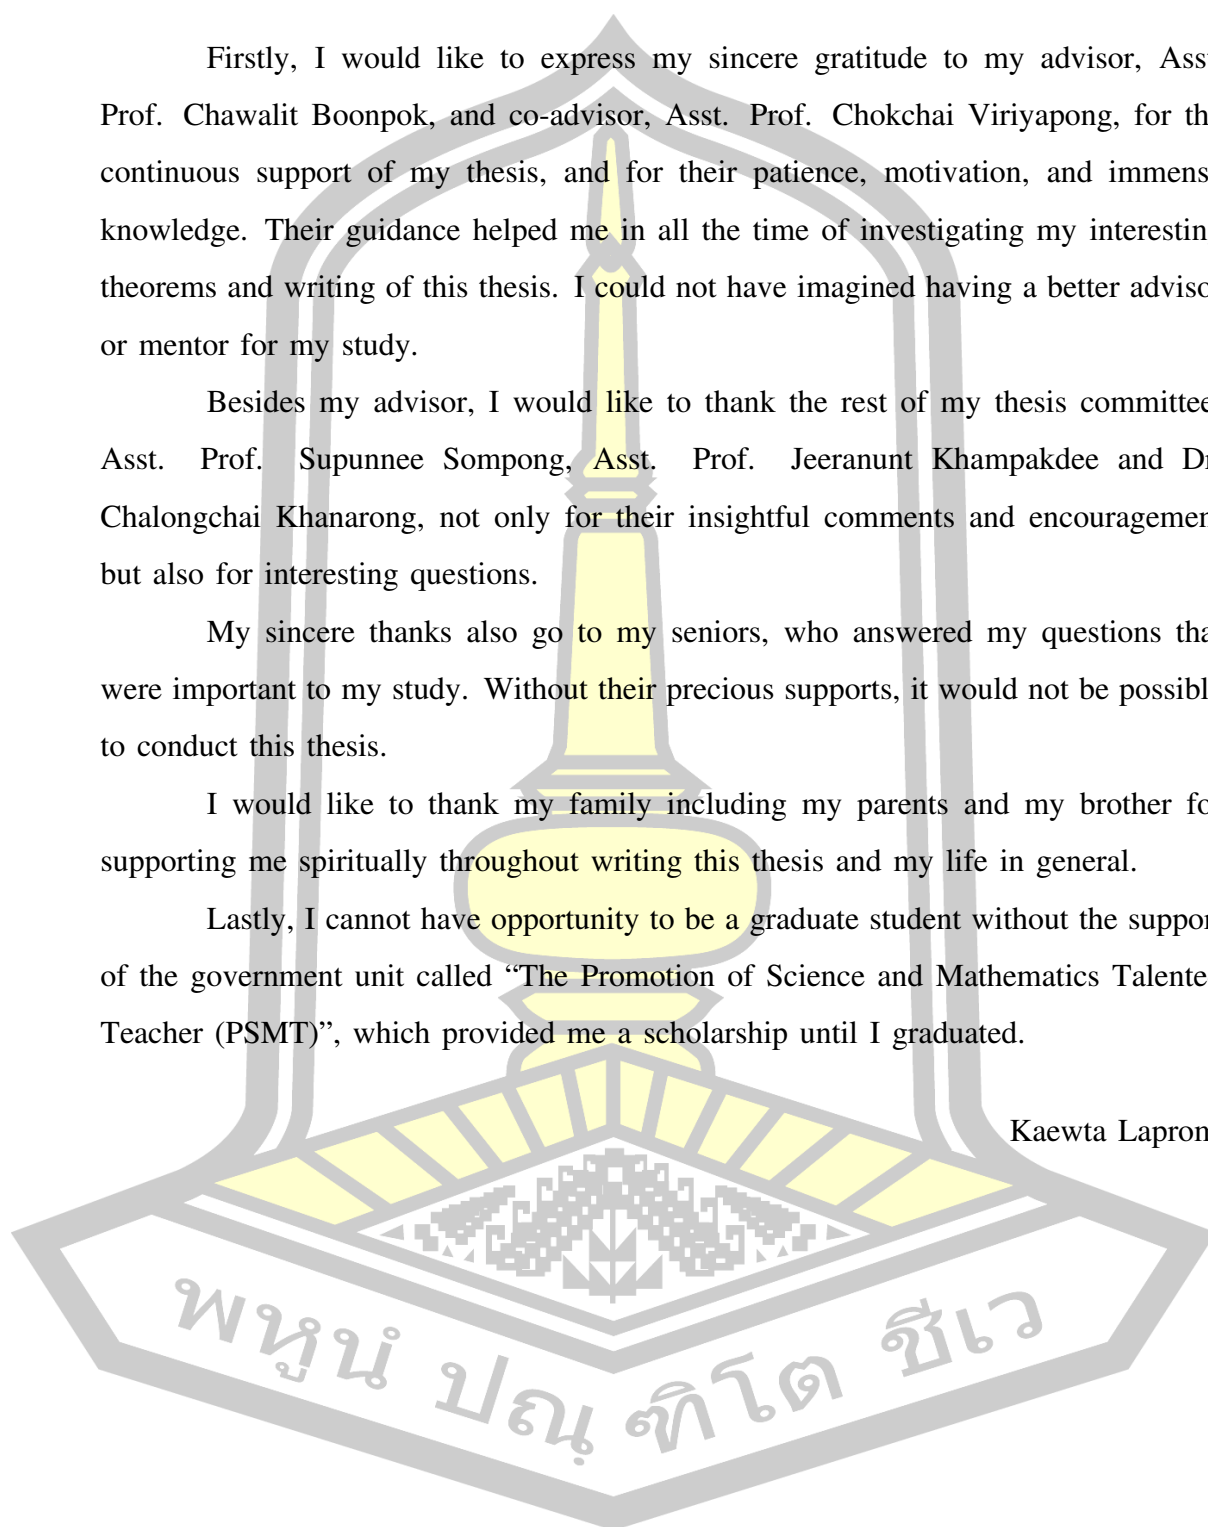 Firstly, I would like to express my sincere gratitude to my advisor, Asst
Prof. Chawalit Boonpok, and co-advisor, Asst. Prof. Chokchai Viriyapong, for th
continuous support of my thesis, and for their patience, motivation, and immens
knowledge. Their guidance helped me in all the time of investigating my interestin
theorems and writing of this thesis. I could not have imagined having a better adviso
or mentor for my study.
Besides my advisor, I would like to thank the rest of my thesis committee
Asst. Prof. Supunnee Sompong, Asst. Prof. Jeeranunt Khampakdee and Dr
Chalongchai Khanarong, not only for their insightful comments and encouragemen
but also for interesting questions.
My sincere thanks also go to my seniors, who answered my questions tha
were important to my study. Without their precious supports, it would not be possibl
to conduct this thesis.
I would like to thank my family including my parents and my brother fo
supporting me spiritually throughout writing this thesis and my life in general.
Lastly, I cannot have opportunity to be a graduate student without the suppor
of the government unit called “The Promotion of Science and Mathematics Talente
Teacher (PSMT)”, which provided me a scholarship until I graduated.
Kaewta Laprom
พหูนํ ปณฺฑิโต ชีเว